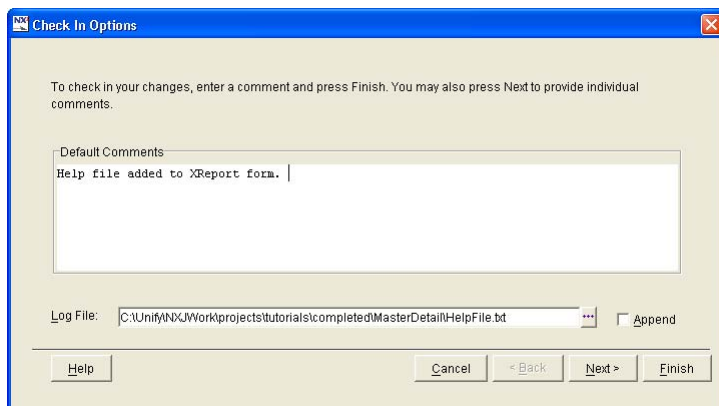 NXJ Check In Options
To check in your changes, enter a comment and press Finish. You may also press Next to provide individual
comments.
Default Comments
Help file added to XReport form.
Log File: C:\Unify\NXJWork\projects\tutorials\completed\MasterDetail\HelpFile.txt ... Append
Help Cancel < Back Next > Finish